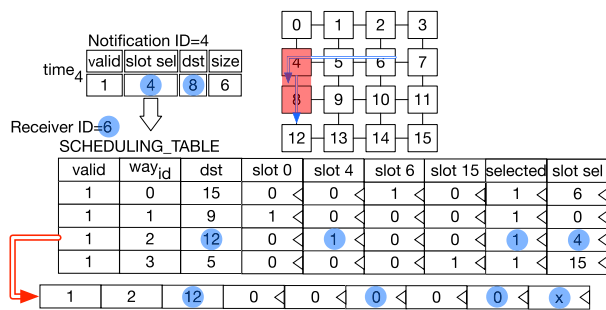 Notification ID=4
valid slot sel dst size
time4 1 4 8 6
0 1 2 3
4 5 6 7
8 9 10 11
12 13 14 15
Receiver ID=6
SCHEDULING_TABLE
valid way_id dst slot 0 slot 4 slot 6 slot 15 selected slot sel
1 0 15 0 0 1 0 1 6
1 1 9 1 0 0 0 1 0
1 2 12 0 1 0 0 1 4
1 3 5 0 0 0 1 1 15
1 2 12 0 0 0 0 0 x